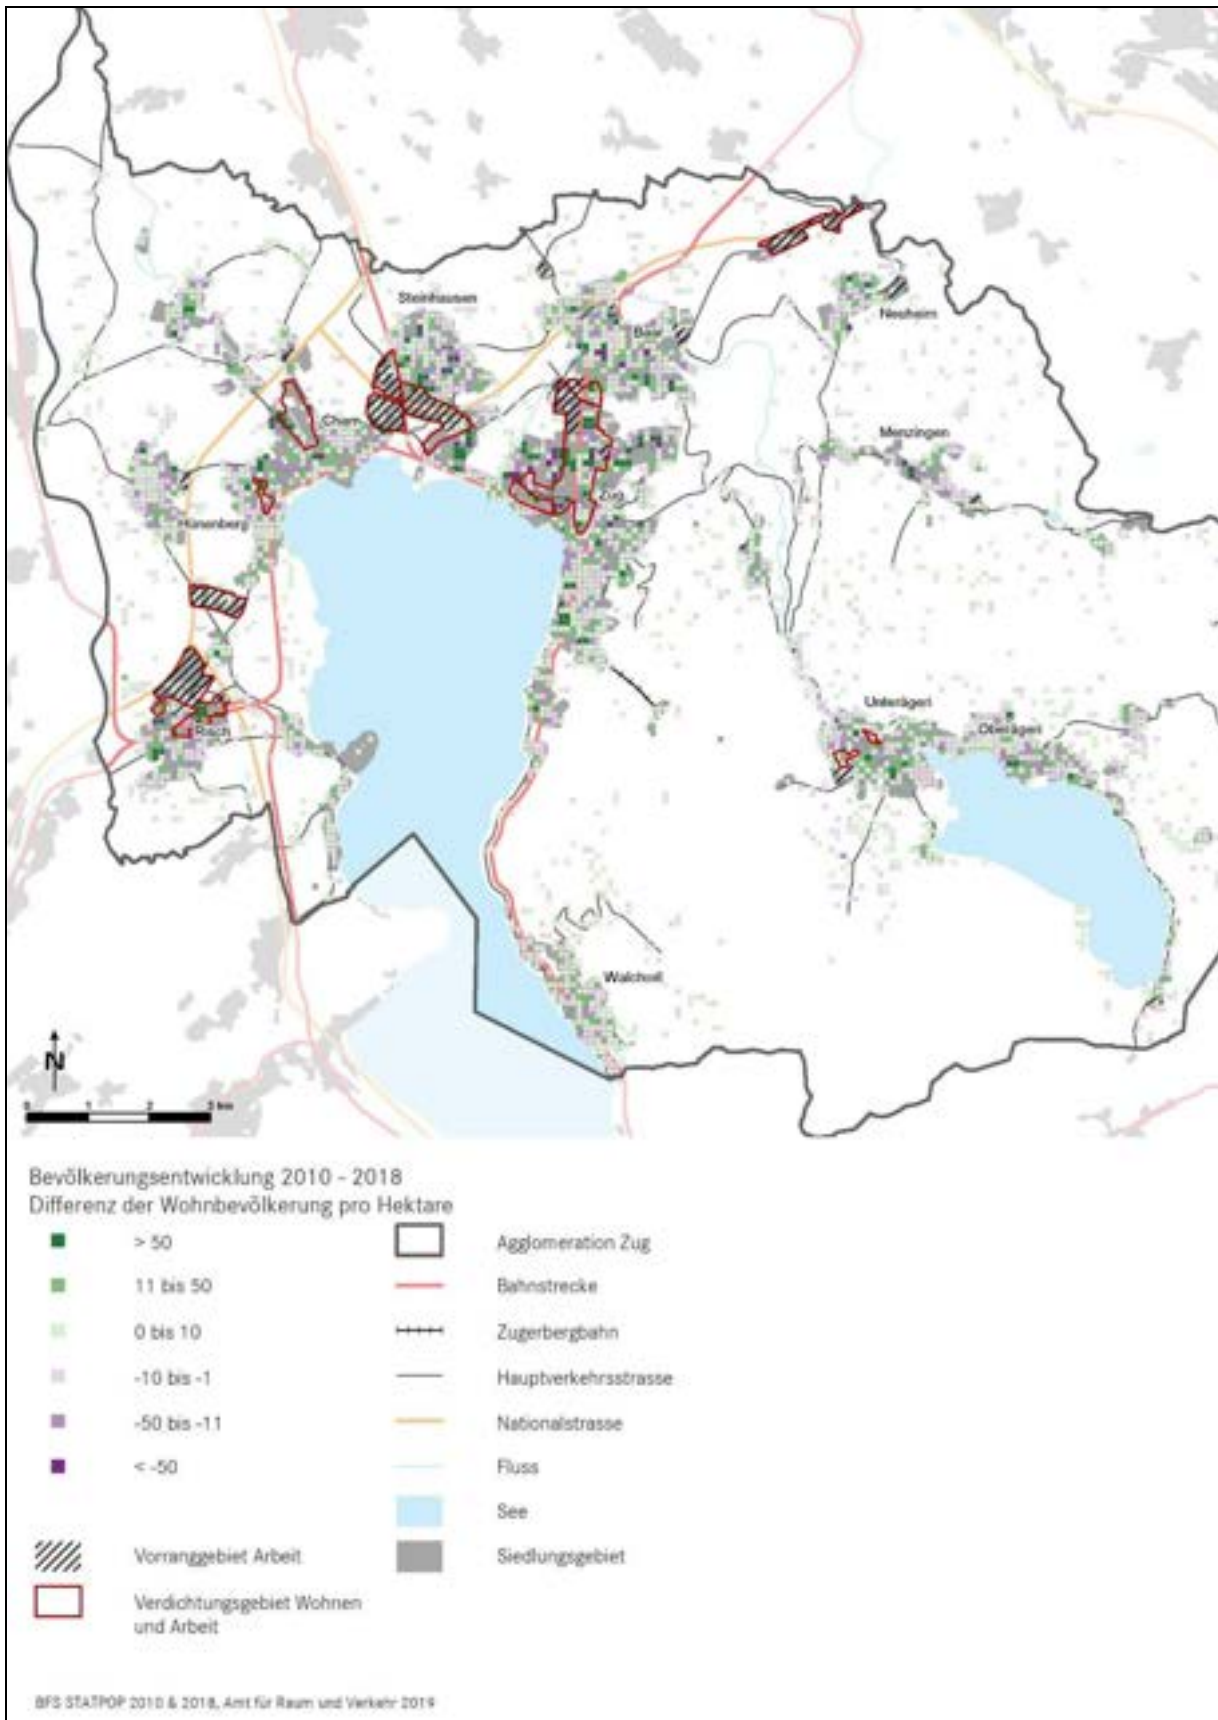 Steinhausen
Baar
Neuheim
Cham
Menzingen
Zug
Hünenberg
Unterägeri
Oberägeri
Risch
Walchwil
N
0 1 2 3 km
Bevölkerungsentwicklung 2010 - 2018
Differenz der Wohnbevölkerung pro Hektare
> 50
11 bis 50
0 bis 10
-10 bis -1
-50 bis -11
< -50
Vorranggebiet Arbeit
Verdichtungsgebiet Wohnen
und Arbeit
Agglomeration Zug
Bahnstrecke
Zugerbergbahn
Hauptverkehrsstrasse
Nationalstrasse
Fluss
See
Siedlungsgebiet
BFS STATPOP 2010 & 2018, Amt für Raum und Verkehr 2019